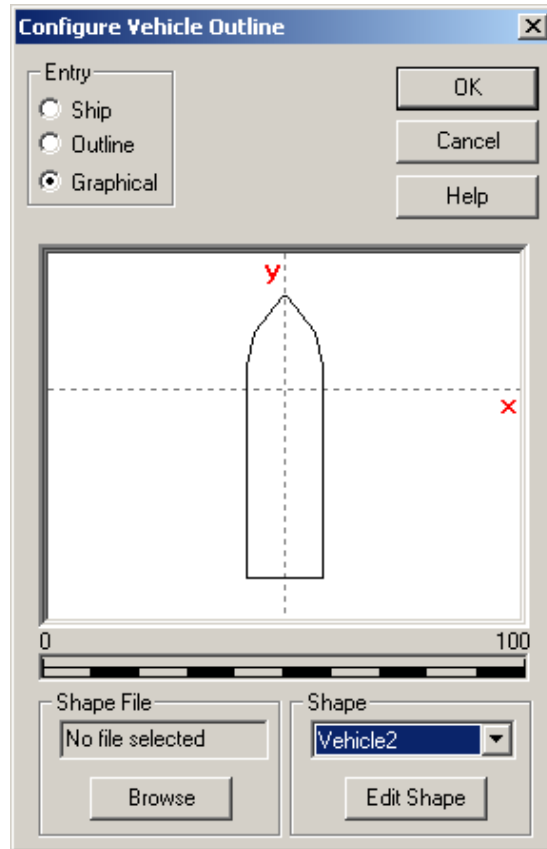 Configure Vehicle Outline
Entry
Ship
Outline
Graphical
OK
Cancel
Help
y
x
0 100
Shape File
No file selected
Browse
Shape
Vehicle2
Edit Shape